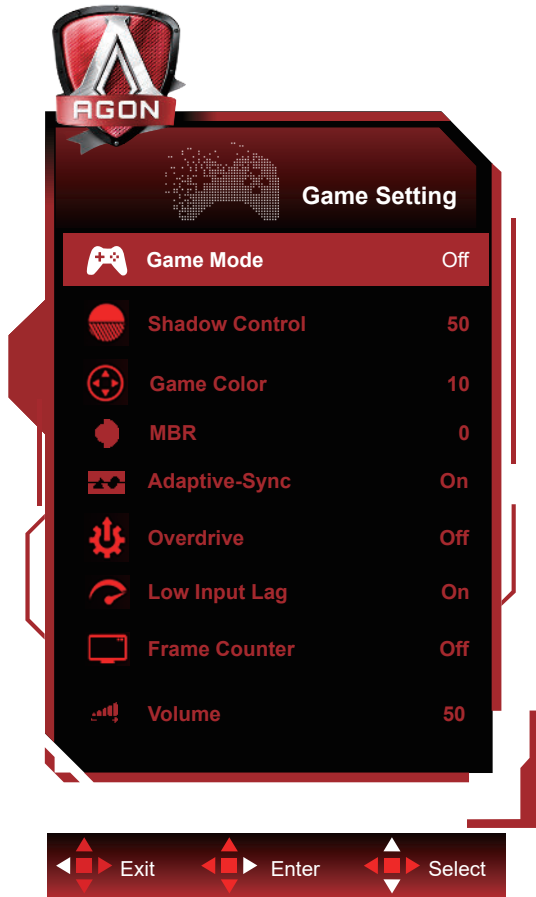 AGON
Game Setting
Game Mode Off
Shadow Control 50
Game Color 10
MBR 0
Adaptive-Sync On
Overdrive Off
Low Input Lag On
Frame Counter Off
Volume 50
Exit Enter Select